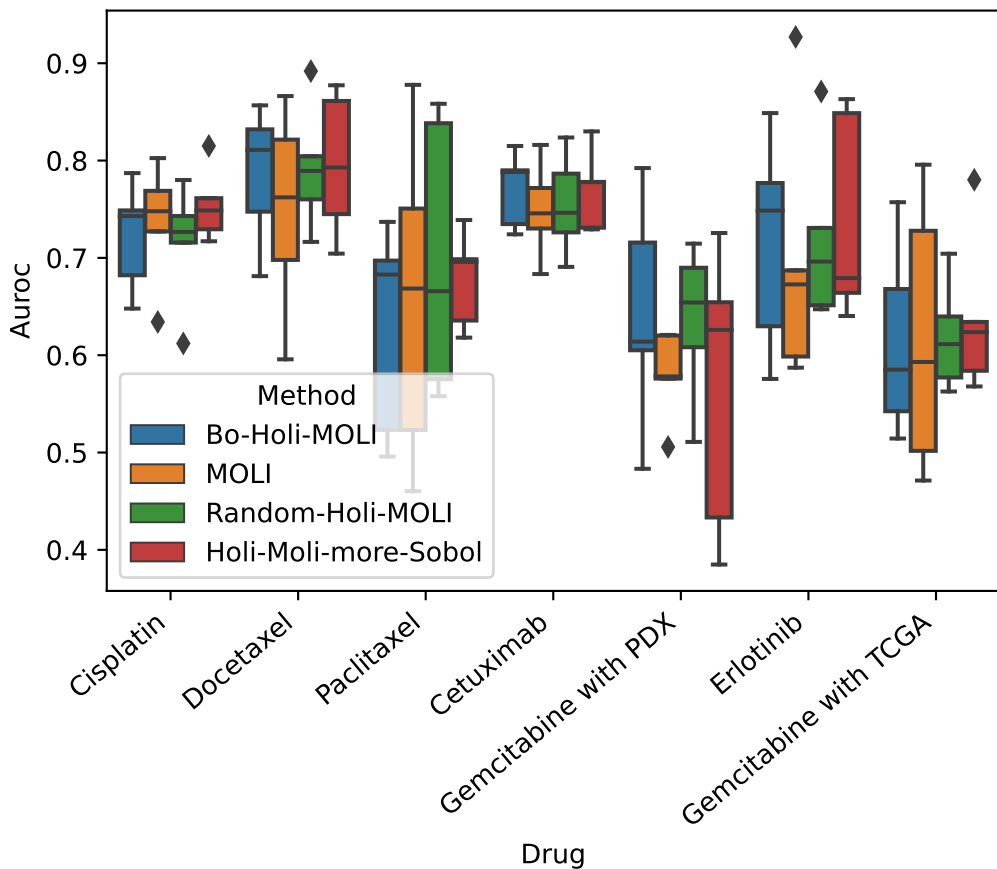 0.9
0.8
0.7
0.6
0.5
0.4
Auroc
Method
Bo-Holi-MOLI
MOLI
Random-Holi-MOLI
Holi-Moli-more-Sobol
Cisplatin
Docetaxel
Paclitaxel
Cetuximab
Gemcitabine with PDX
Erlotinib
Gemcitabine with TCGA
Drug